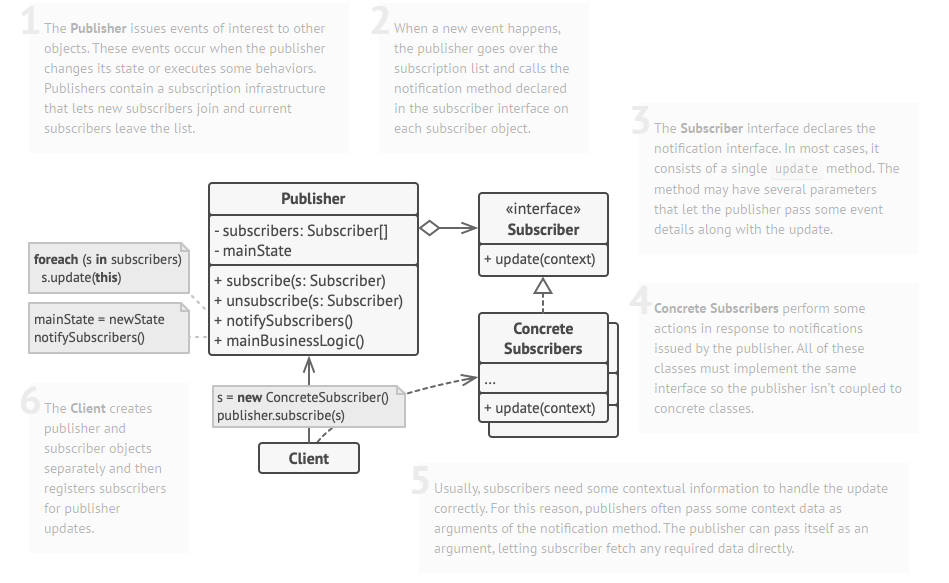 1
The Publisher issues events of interest to other
objects. These events occur when the publisher
changes its state or executes some behaviors.
Publishers contain a subscription infrastructure
that lets new subscribers join and current
subscribers leave the list.
2
When a new event happens,
the publisher goes over the
subscription list and calls the
notification method declared
in the subscriber interface on
each subscriber object.
3
The Subscriber interface declares the
notification interface. In most cases, it
consists of a single update method. The
method may have several parameters
that let the publisher pass some event
details along with the update.
Publisher
- subscribers: Subscriber[]
- mainState
+ subscribe(s: Subscriber)
+ unsubscribe(s: Subscriber)
+ notifySubscribers()
+ mainBusinessLogic()
«interface»
Subscriber
+ update(context)
foreach (s in subscribers)
s.update(this)
mainState = newState
notifySubscribers()
4
Concrete Subscribers perform some
actions in response to notifications
issued by the publisher. All of these
classes must implement the same
interface so the publisher isn't coupled to
concrete classes.
Concrete
Subscribers
...
+ update(context)
s = new ConcreteSubscriber()
publisher.subscribe(s)
Client
6
The Client creates
publisher and
subscriber objects
separately and then
registers subscribers
for publisher
updates.
5
Usually, subscribers need some contextual information to handle the update
correctly. For this reason, publishers often pass some context data as
arguments of the notification method. The publisher can pass itself as an
argument, letting subscriber fetch any required data directly.